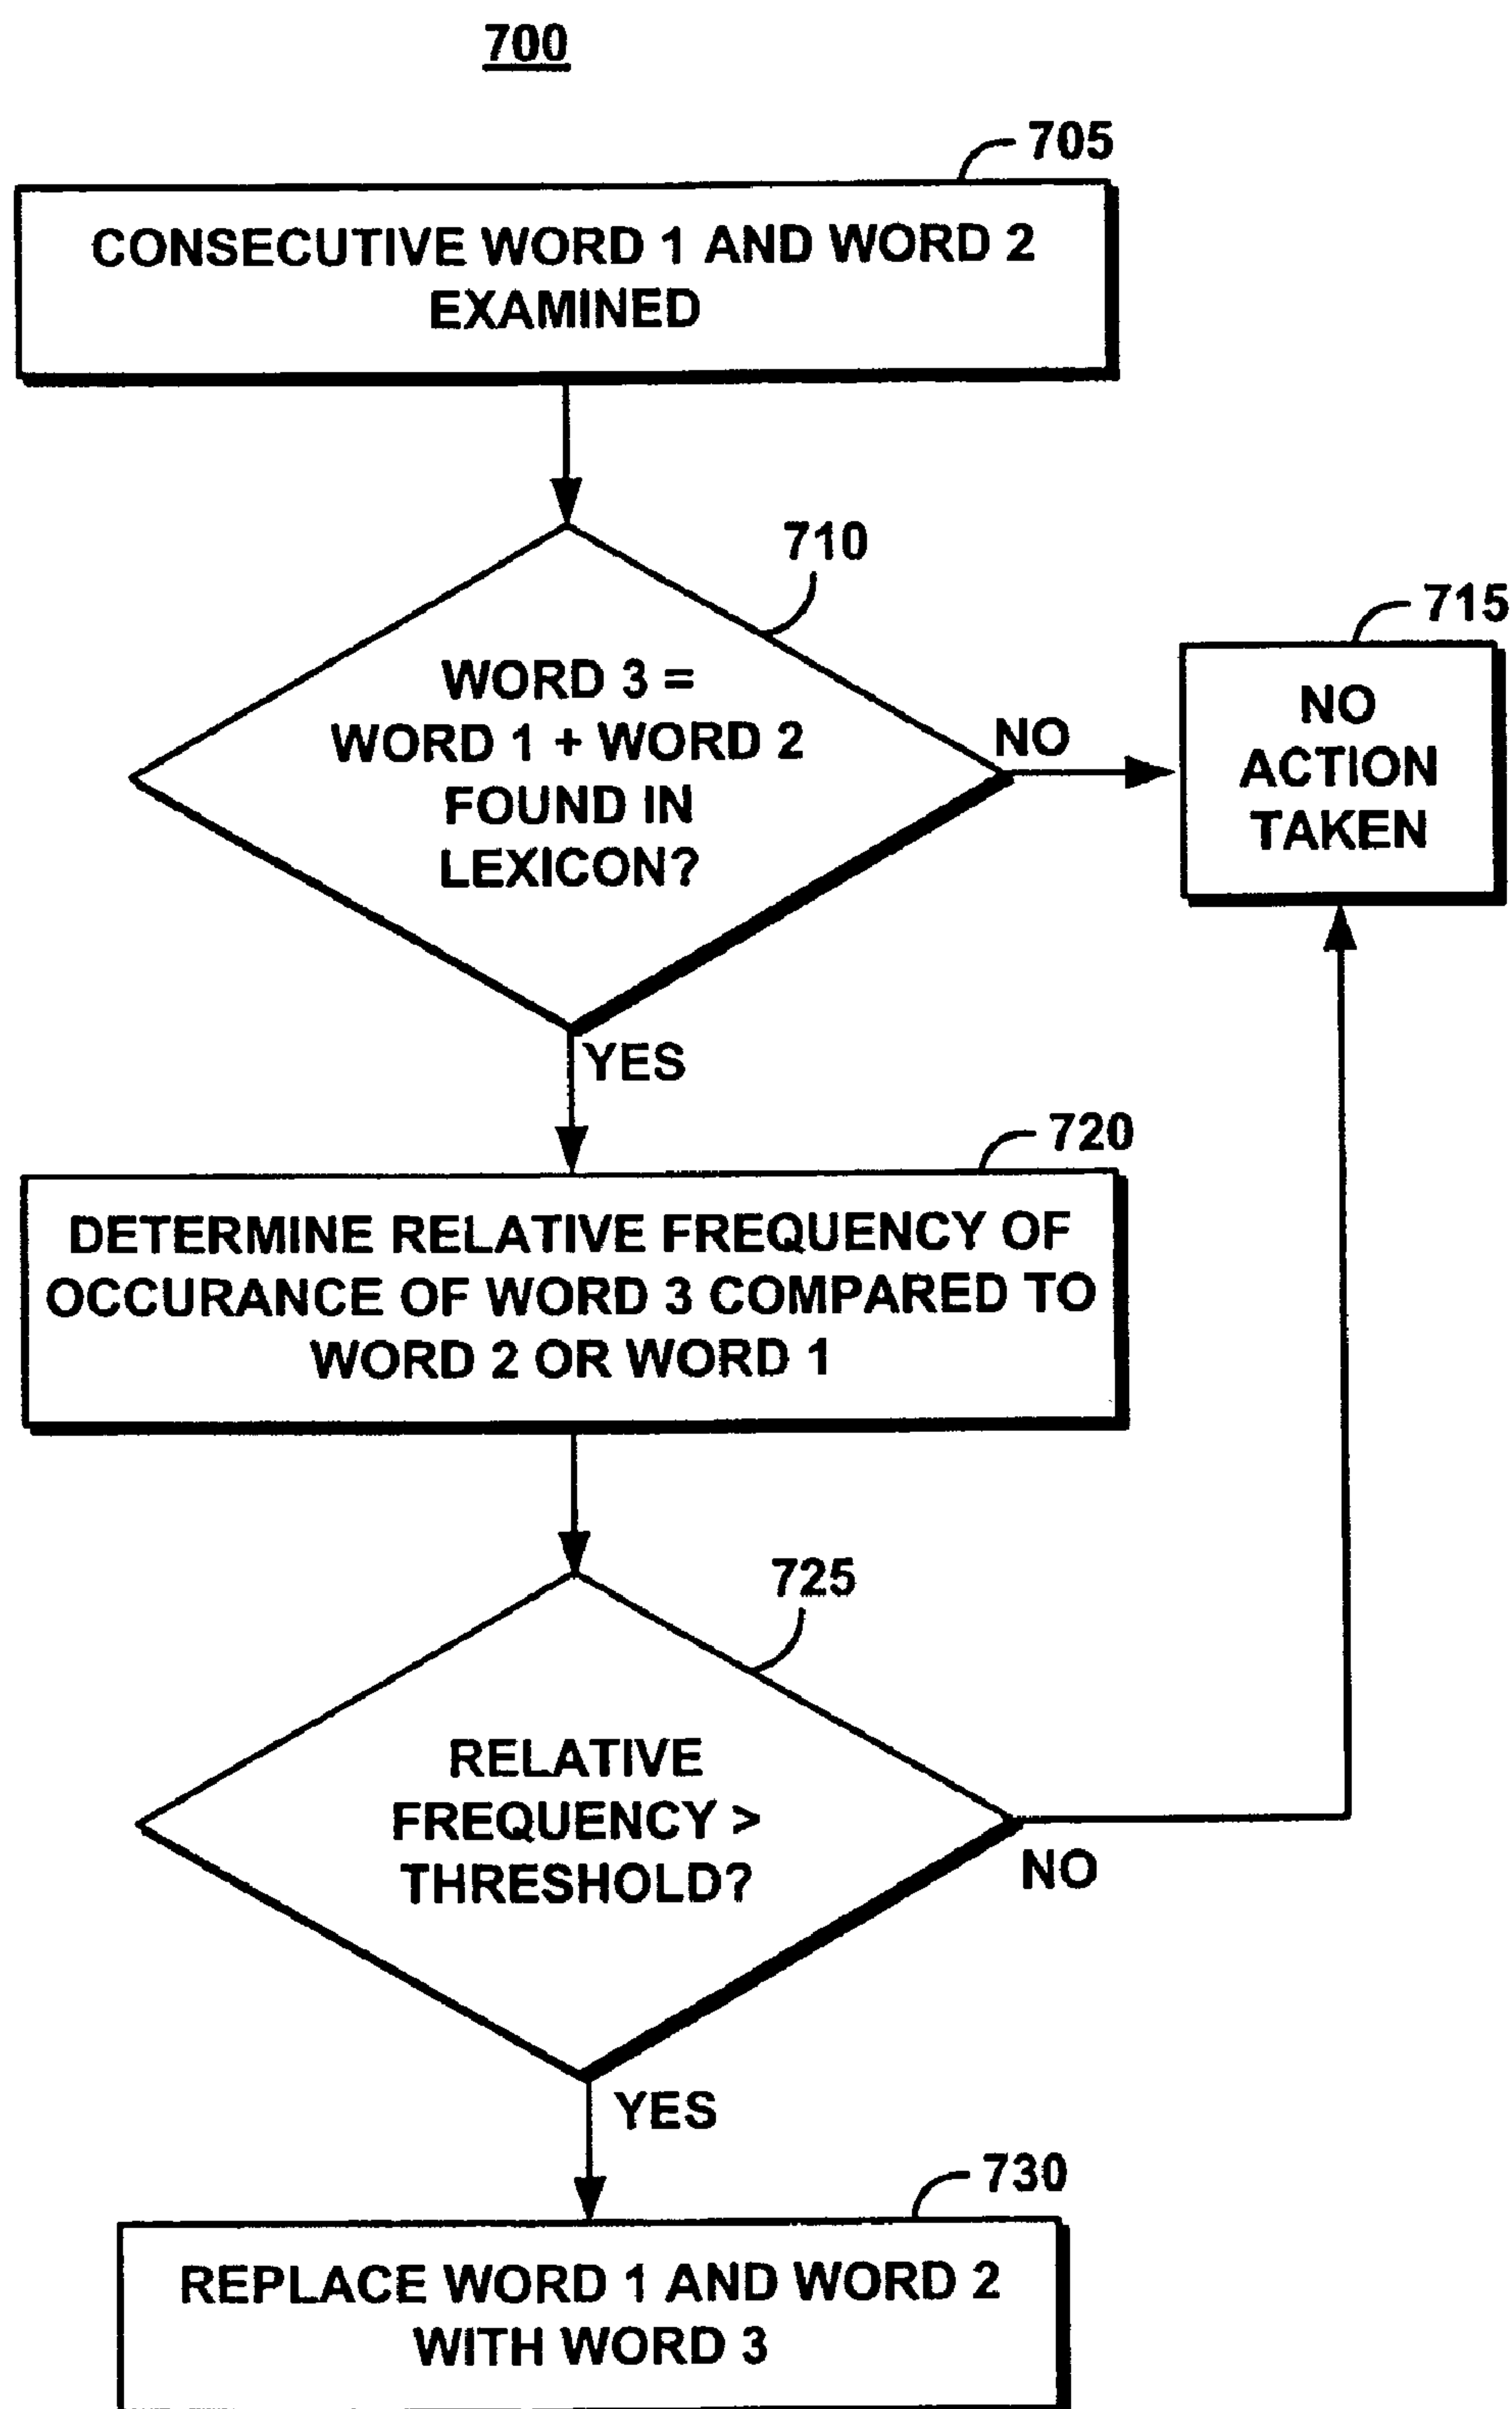 700
705
CONSECUTIVE WORD 1 AND WORD 2
EXAMINED
710
WORD 3 =
WORD 1 + WORD 2
FOUND IN
LEXICON?
NO
715
NO
ACTION
TAKEN
YES
720
DETERMINE RELATIVE FREQUENCY OF
OCCURANCE OF WORD 3 COMPARED TO
WORD 2 OR WORD 1
725
RELATIVE
FREQUENCY >
THRESHOLD?
NO
YES
730
REPLACE WORD 1 AND WORD 2
WITH WORD 3